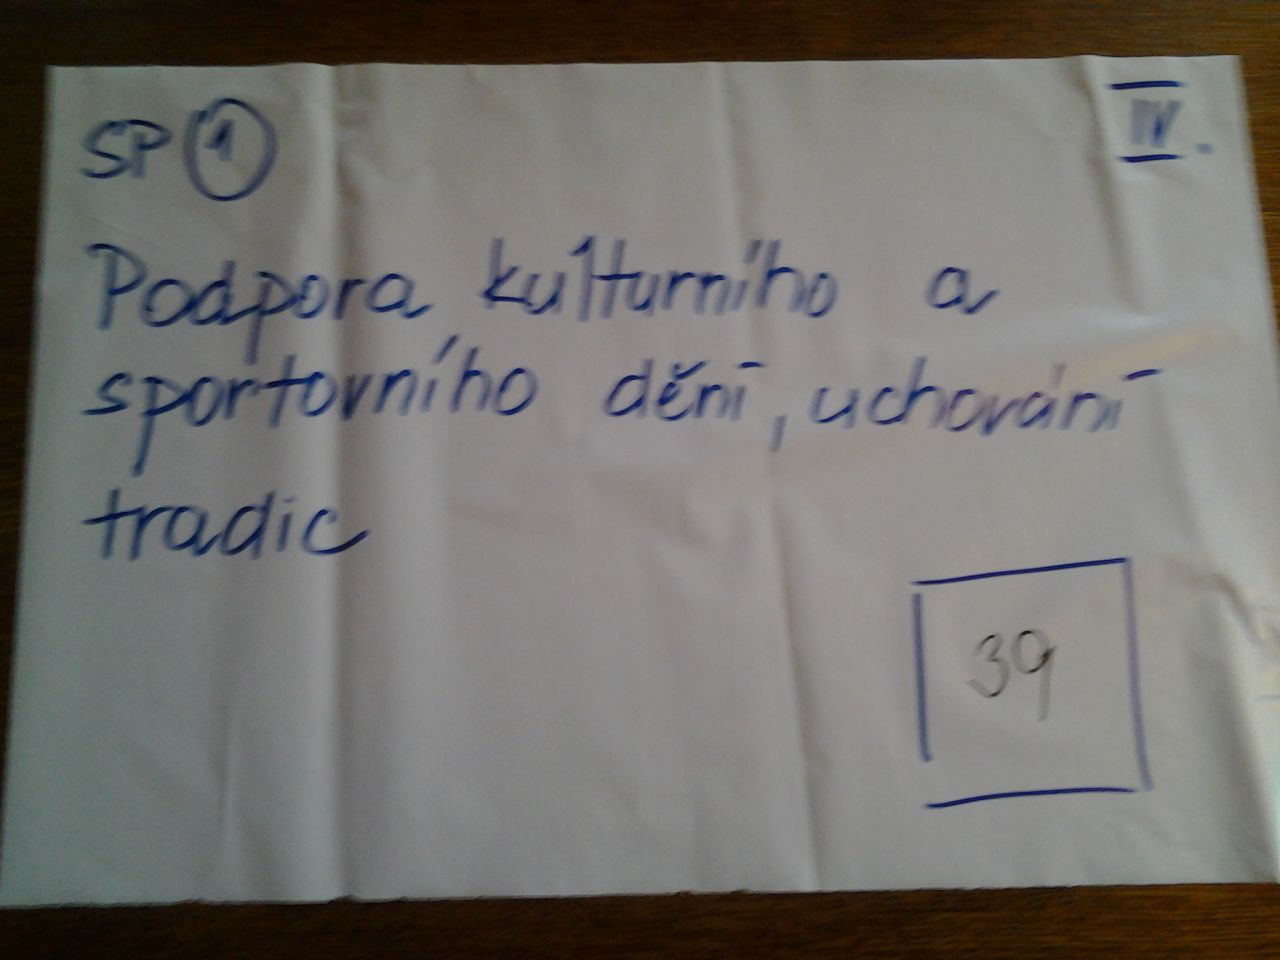 SP 1
IV.
Podpora kulturního a
sportovního dění, uchování
tradic
39